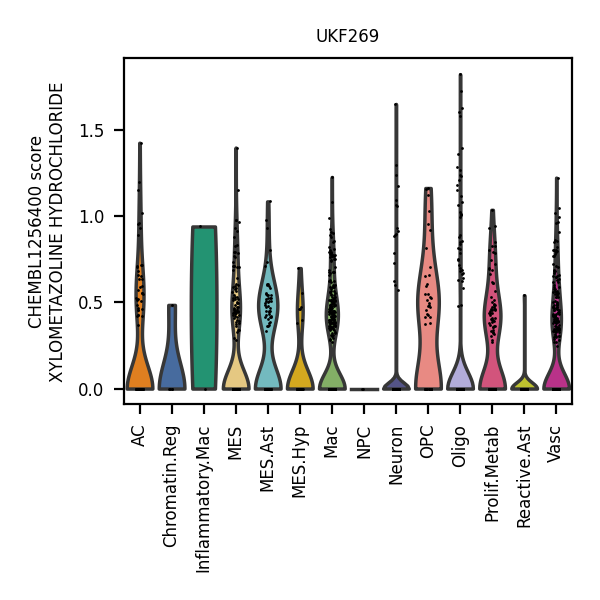 UKF269
CHEMBL1256400 score
XYLOMETAZOLINE HYDROCHLORIDE
1.5
1.0
0.5
0.0
AC
Chromatin.Reg
Inflammatory.Mac
MES
MES.Ast
MES.Hyp
Mac
NPC
Neuron
OPC
Oligo
Prolif.Metab
Reactive.Ast
Vasc